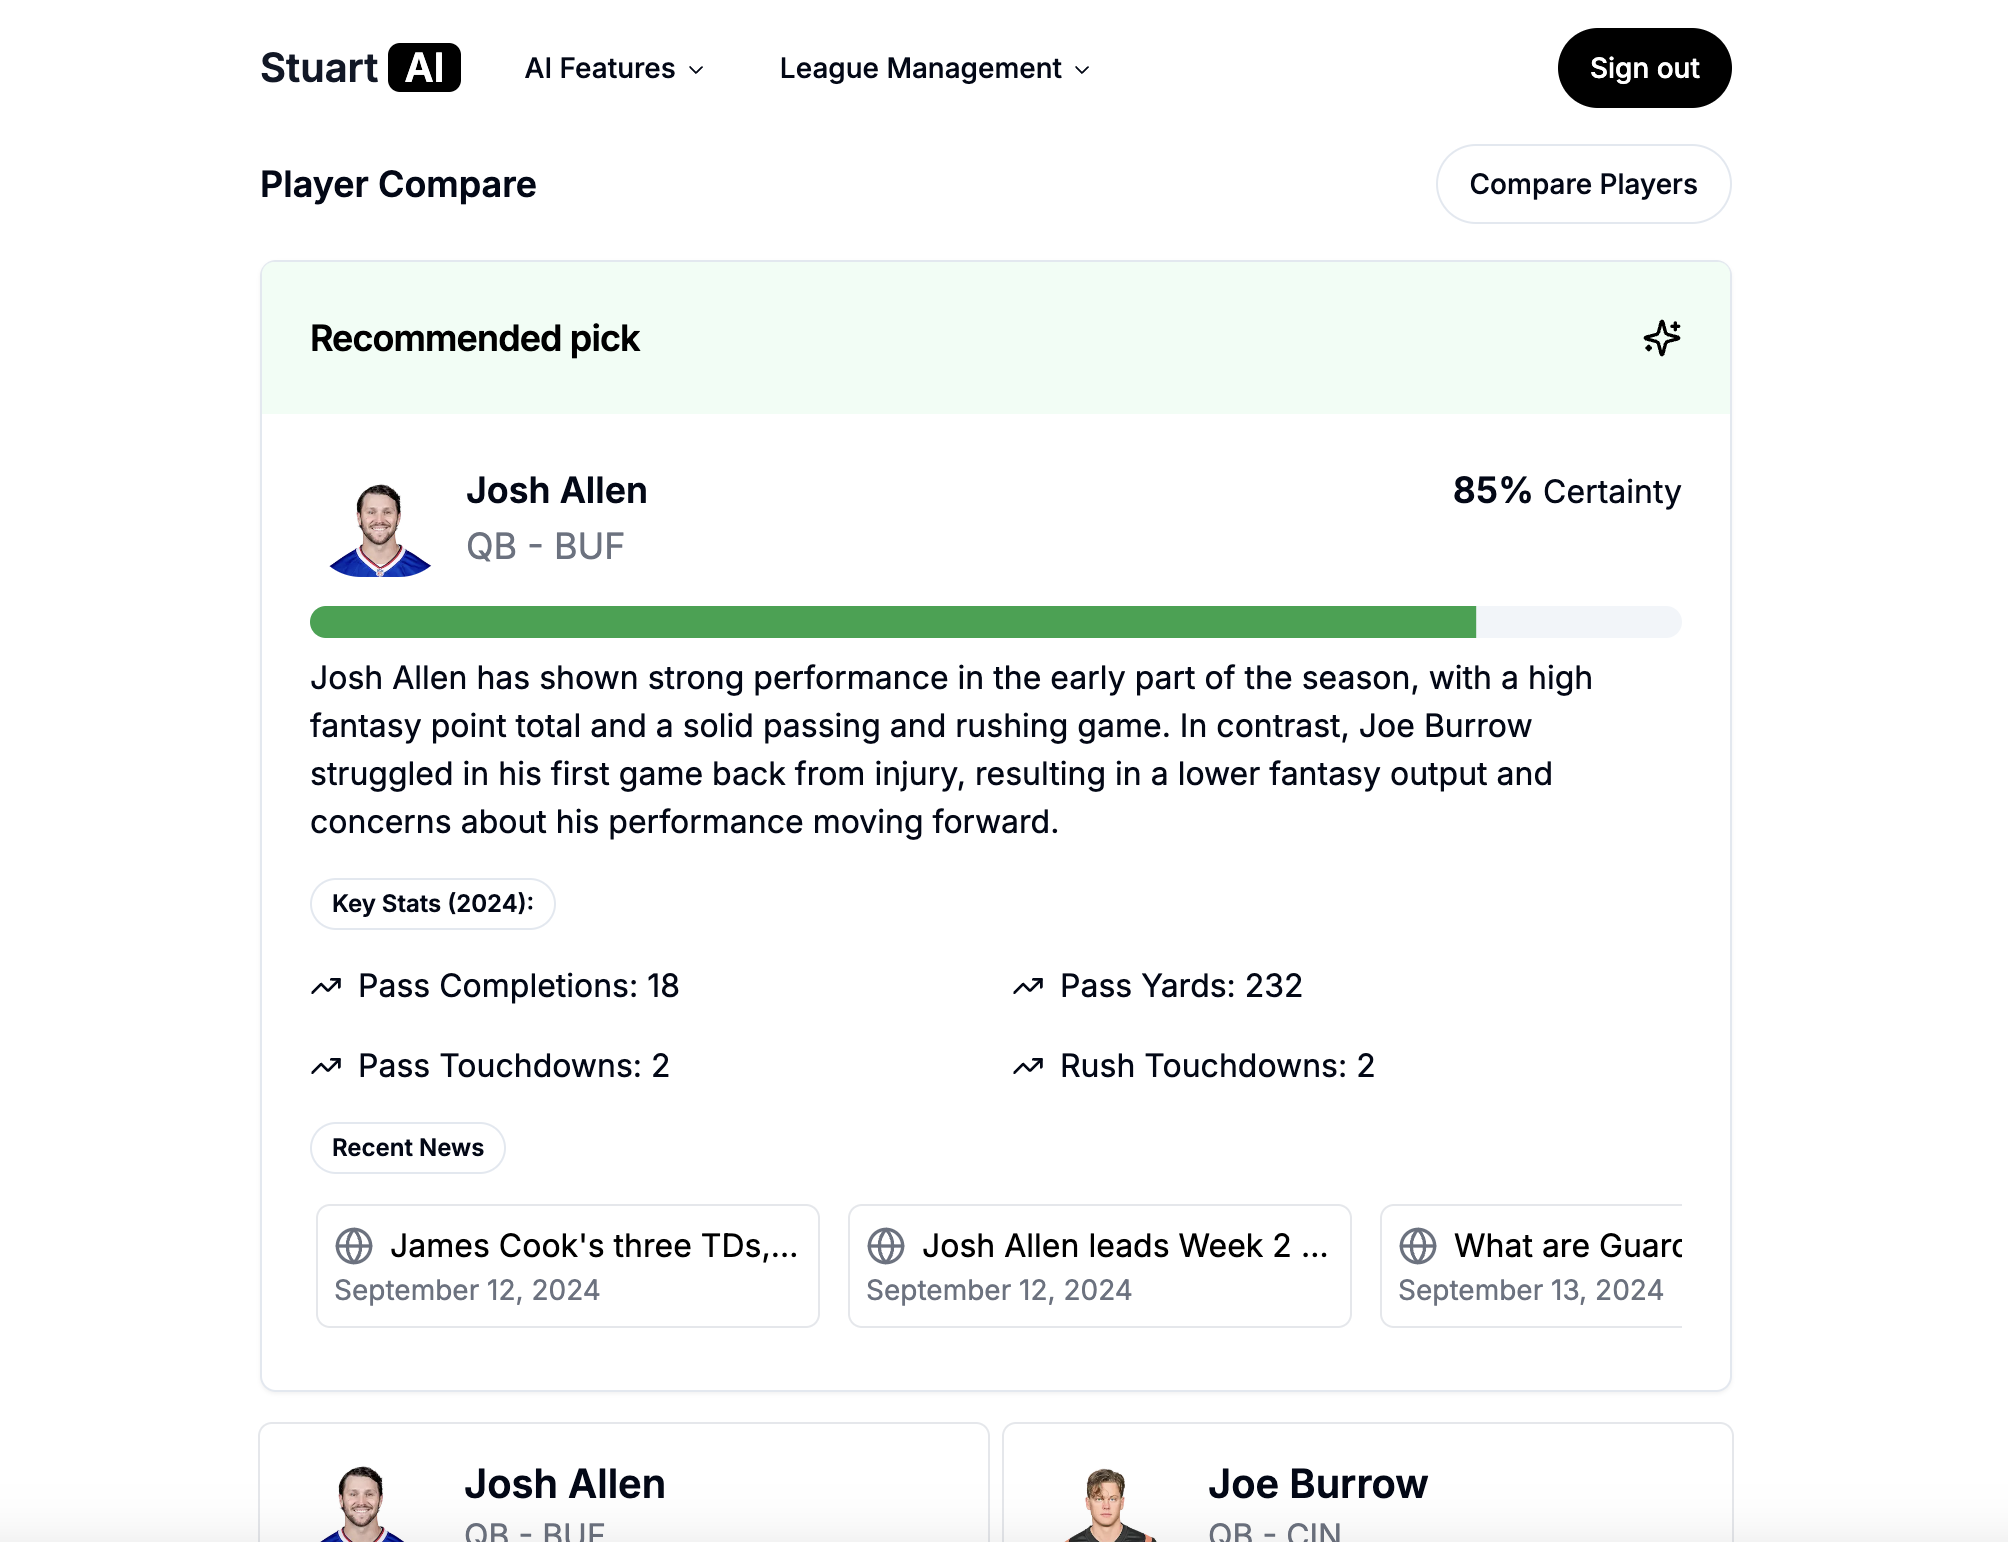 Stuart AI
AI Features
League Management
Sign out
Player Compare
Compare Players
Recommended pick
Josh Allen
QB - BUF
85% Certainty
Josh Allen has shown strong performance in the early part of the season, with a high
fantasy point total and a solid passing and rushing game. In contrast, Joe Burrow
struggled in his first game back from injury, resulting in a lower fantasy output and
concerns about his performance moving forward.
Key Stats (2024):
Pass Completions: 18
Pass Yards: 232
Pass Touchdowns: 2
Rush Touchdowns: 2
Recent News
James Cook's three TDs,...
September 12, 2024
Josh Allen leads Week 2 ...
September 12, 2024
What are Guard
September 13, 2024
Josh Allen
QB - BUF
Joe Burrow
QB - CIN